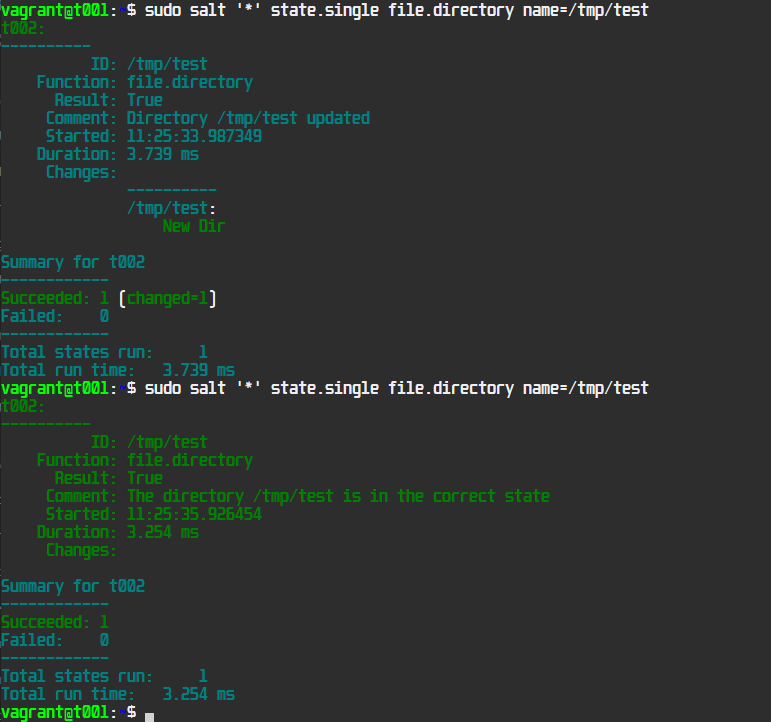 vagrant@t001:~$ sudo salt '*' state.single file.directory name=/tmp/test
t002:
----------
          ID: /tmp/test
    Function: file.directory
      Result: True
     Comment: Directory /tmp/test updated
     Started: 11:25:33.987349
    Duration: 3.739 ms
     Changes:
              ----------
              /tmp/test:
                  New Dir

Summary for t002
------------
Succeeded: 1 (changed=1)
Failed:    0
------------
Total states run:     1
Total run time:   3.739 ms
vagrant@t001:~$ sudo salt '*' state.single file.directory name=/tmp/test
t002:
----------
          ID: /tmp/test
    Function: file.directory
      Result: True
     Comment: The directory /tmp/test is in the correct state
     Started: 11:25:35.926454
    Duration: 3.254 ms
     Changes:

Summary for t002
------------
Succeeded: 1
Failed:    0
------------
Total states run:     1
Total run time:   3.254 ms
vagrant@t001:~$